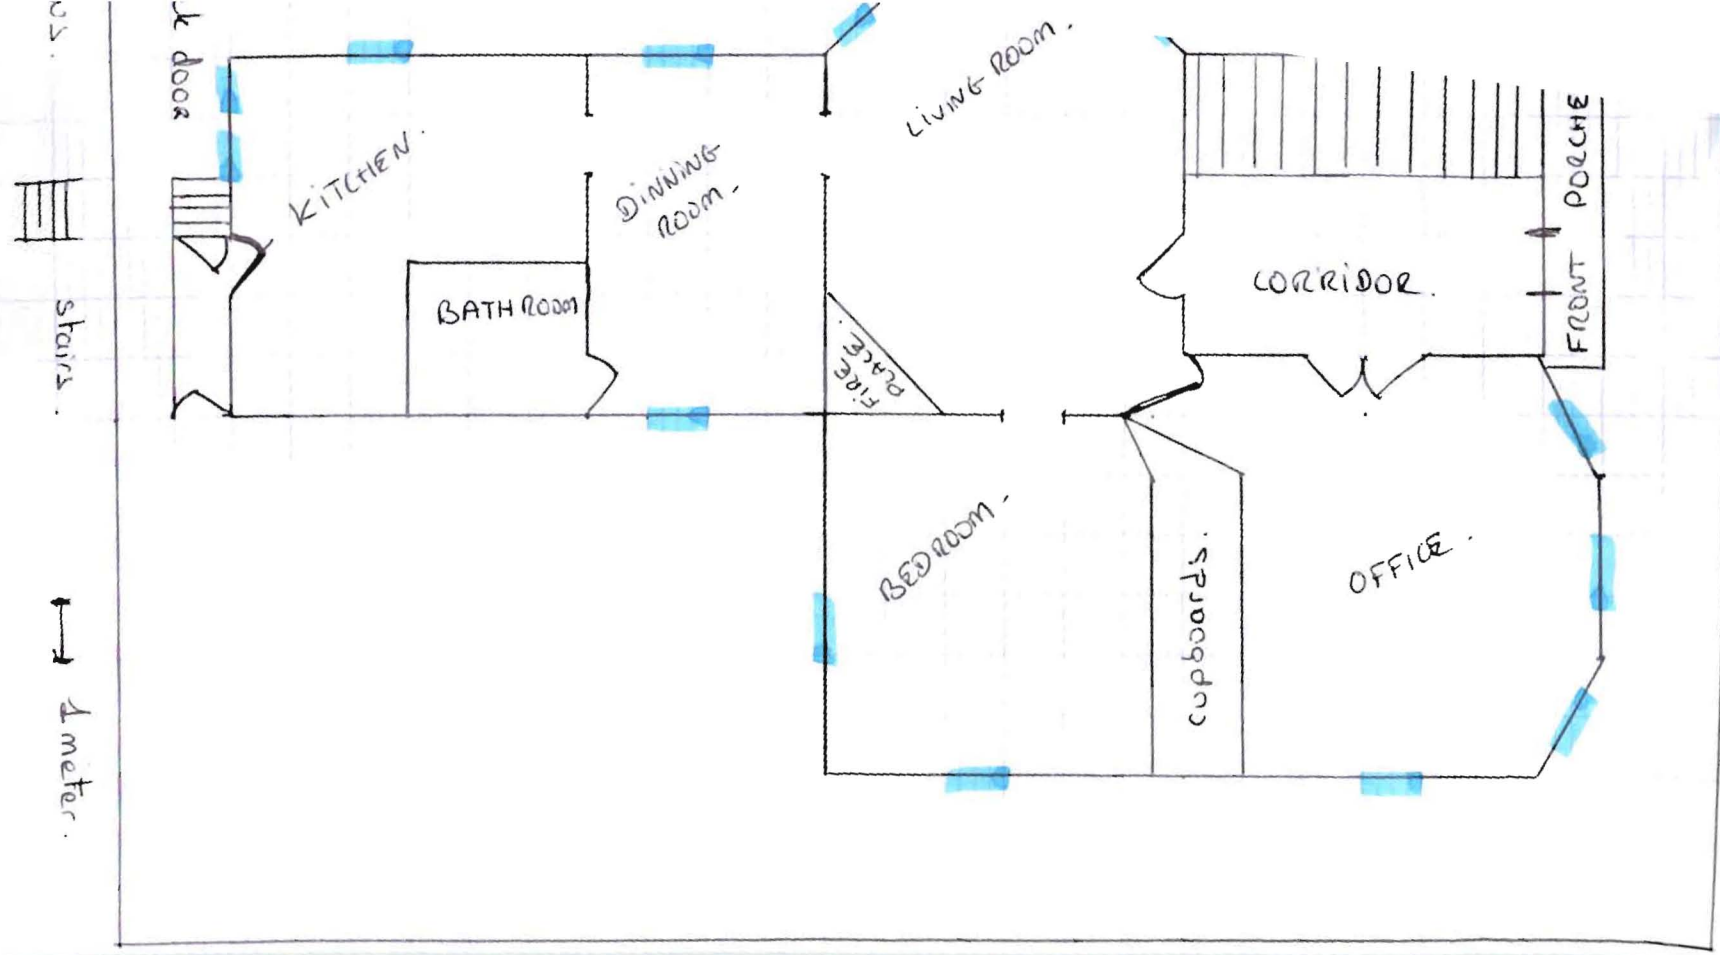 door
KITCHEN.
DINNING
ROOM.
LIVING ROOM.
BATHROOM
FIRE
PLACE.
CORRIDOR.
FRONT PORCHE
stairs.
BEDROOM.
cupboards.
OFFICE.
1 meter.